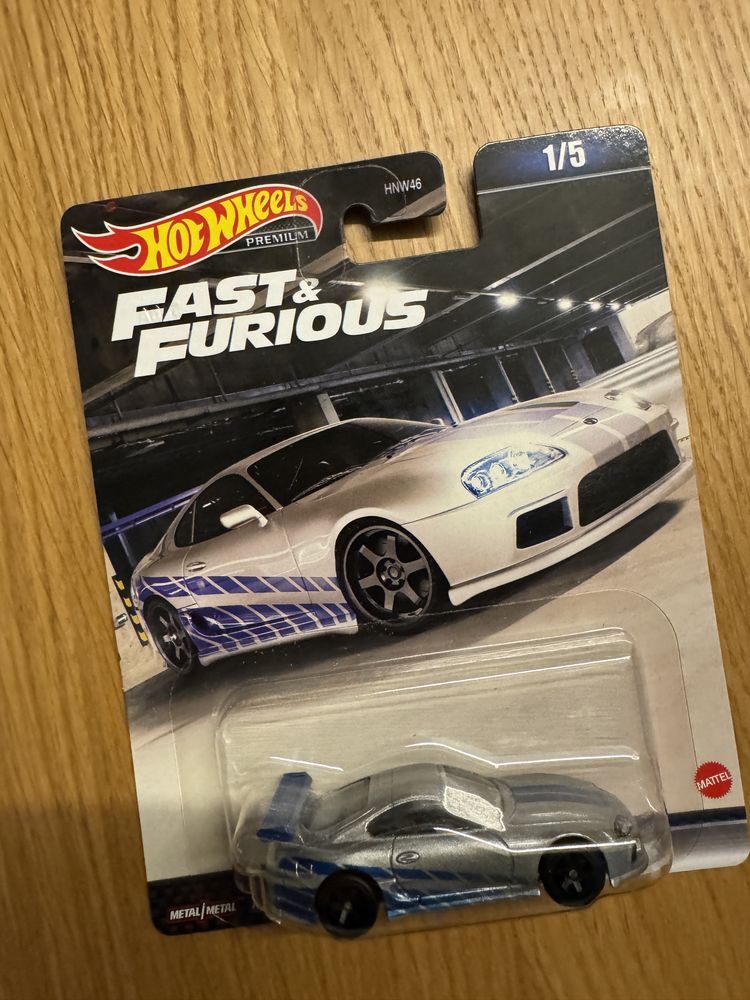 HNW46
1/5
HOT WHEELS
PREMIUM
FAST &
FURIOUS
MATTEL
METAL/METAL